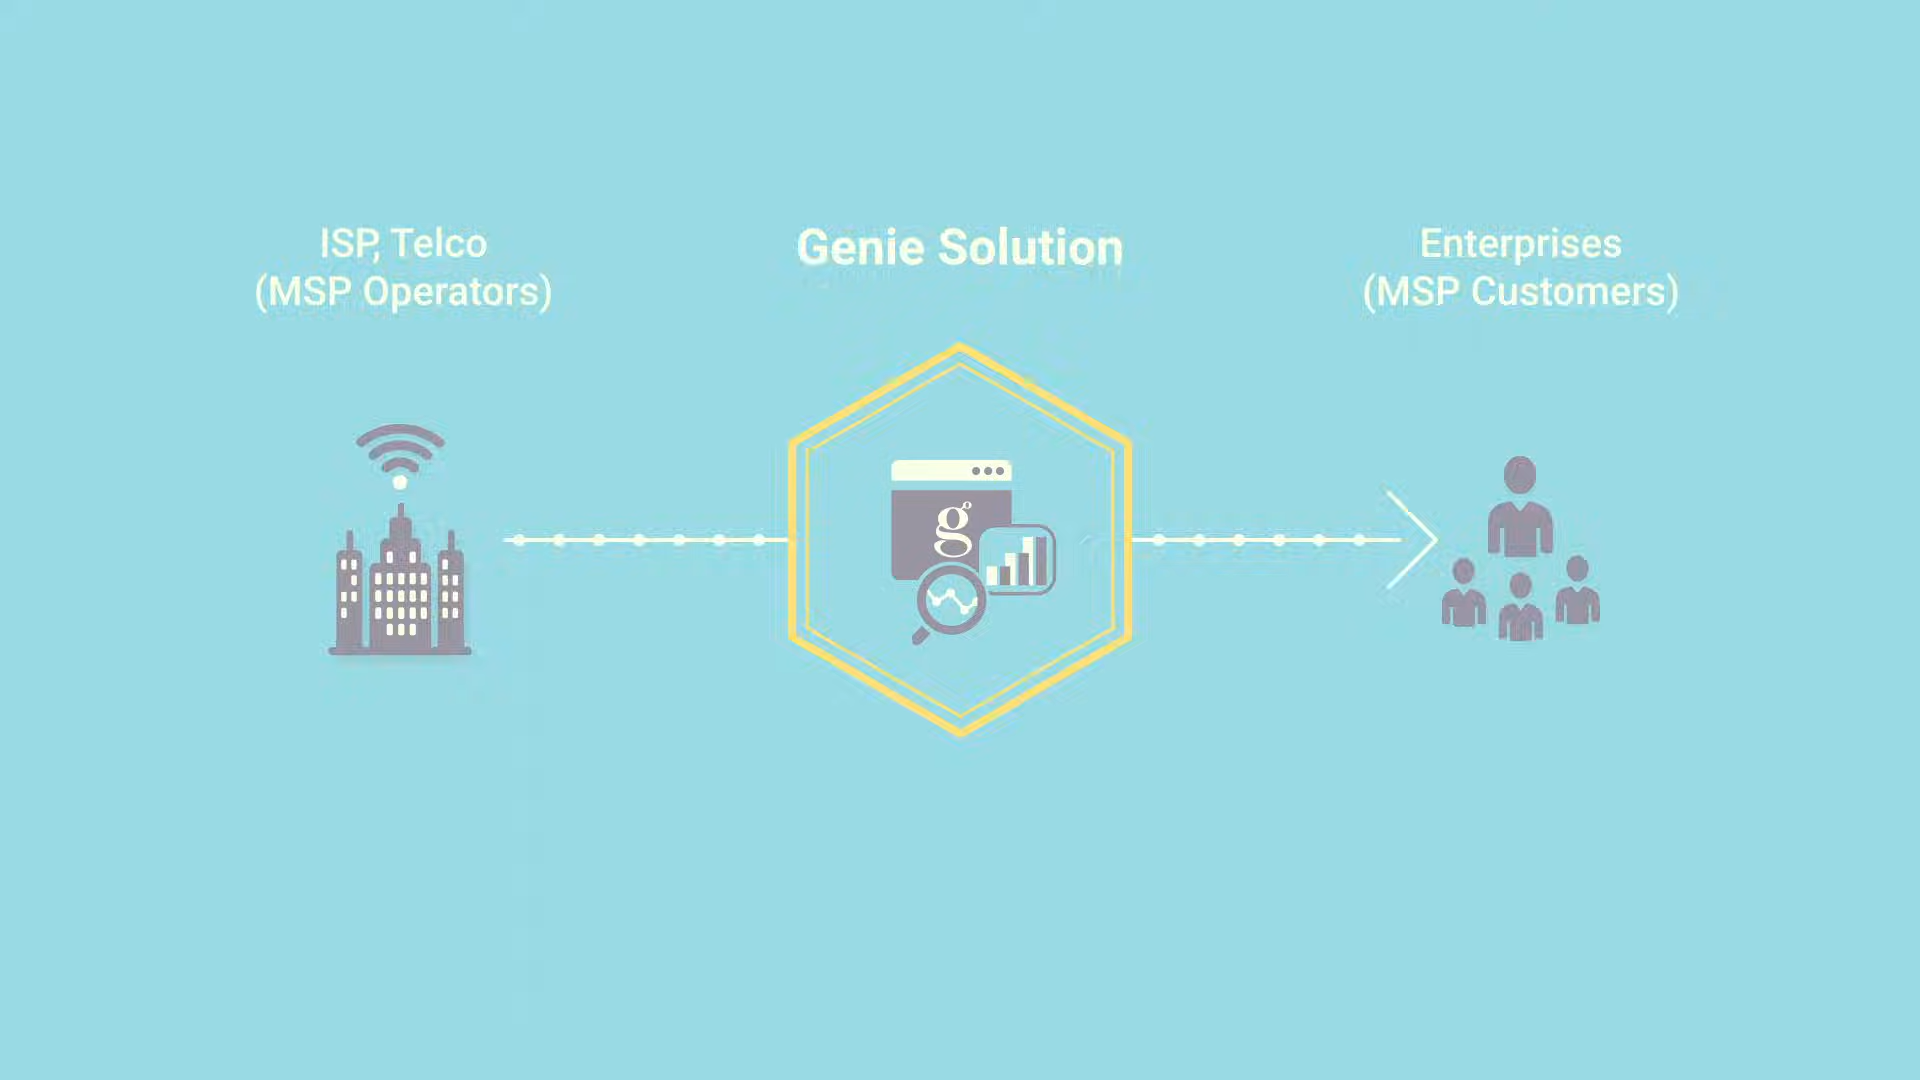 ISP, Telco
(MSP Operators)
Genie Solution
Enterprises
(MSP Customers)
g